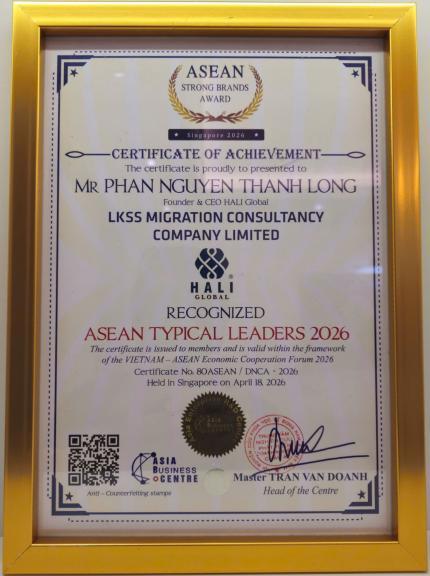 ASEAN
STRONG BRANDS
AWARD
★ Singapore 2026 ★
CERTIFICATE OF ACHIEVEMENT
The certificate is proudly to presented to
MR PHAN NGUYEN THANH LONG
Founder & CEO HALI Global
LKSS MIGRATION CONSULTANCY
COMPANY LIMITED
HALI®
GLOBAL
RECOGNIZED
ASEAN TYPICAL LEADERS 2026
The certificate is issued to members and is valid within the framework
of the VIETNAM – ASEAN Economic Cooperation Forum 2026
Certificate No. 80ASEAN / DNCA - 2026
Held in Singapore on April 18, 2026
ASIA
BUSINESS
CENTRE
Anti - Counterfeiting stamps
Master TRAN VAN DOANH
Head of the Centre